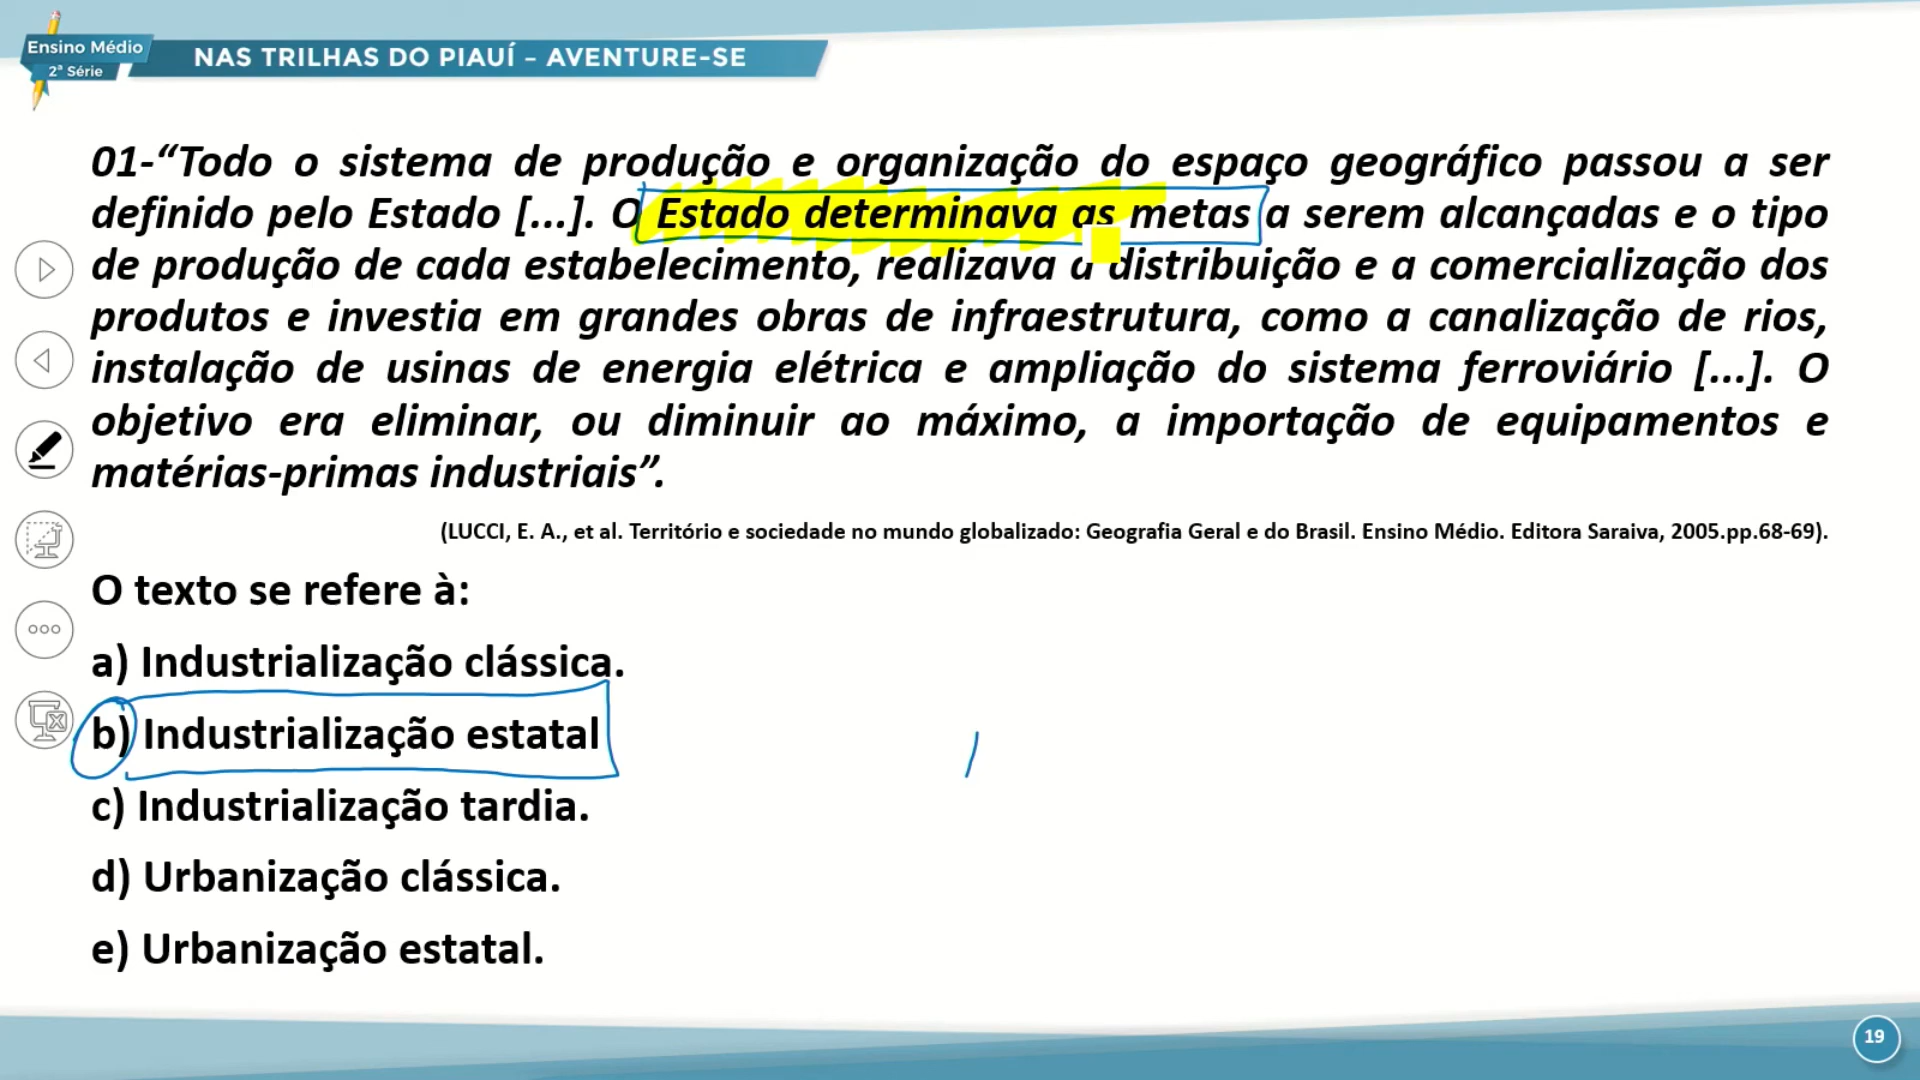 Ensino Médio
2ª Série
NAS TRILHAS DO PIAUÍ – AVENTURE-SE
01-“Todo o sistema de produção e organização do espaço geográfico passou a ser
definido pelo Estado [...]. O Estado determinava as metas a serem alcançadas e o tipo
de produção de cada estabelecimento, realizava a distribuição e a comercialização dos
produtos e investia em grandes obras de infraestrutura, como a canalização de rios,
instalação de usinas de energia elétrica e ampliação do sistema ferroviário [...]. O
objetivo era eliminar, ou diminuir ao máximo, a importação de equipamentos e
matérias-primas industriais”.
(LUCCI, E. A., et al. Território e sociedade no mundo globalizado: Geografia Geral e do Brasil. Ensino Médio. Editora Saraiva, 2005.pp.68-69).
O texto se refere à:
a) Industrialização clássica.
b) Industrialização estatal
c) Industrialização tardia.
d) Urbanização clássica.
e) Urbanização estatal.
19